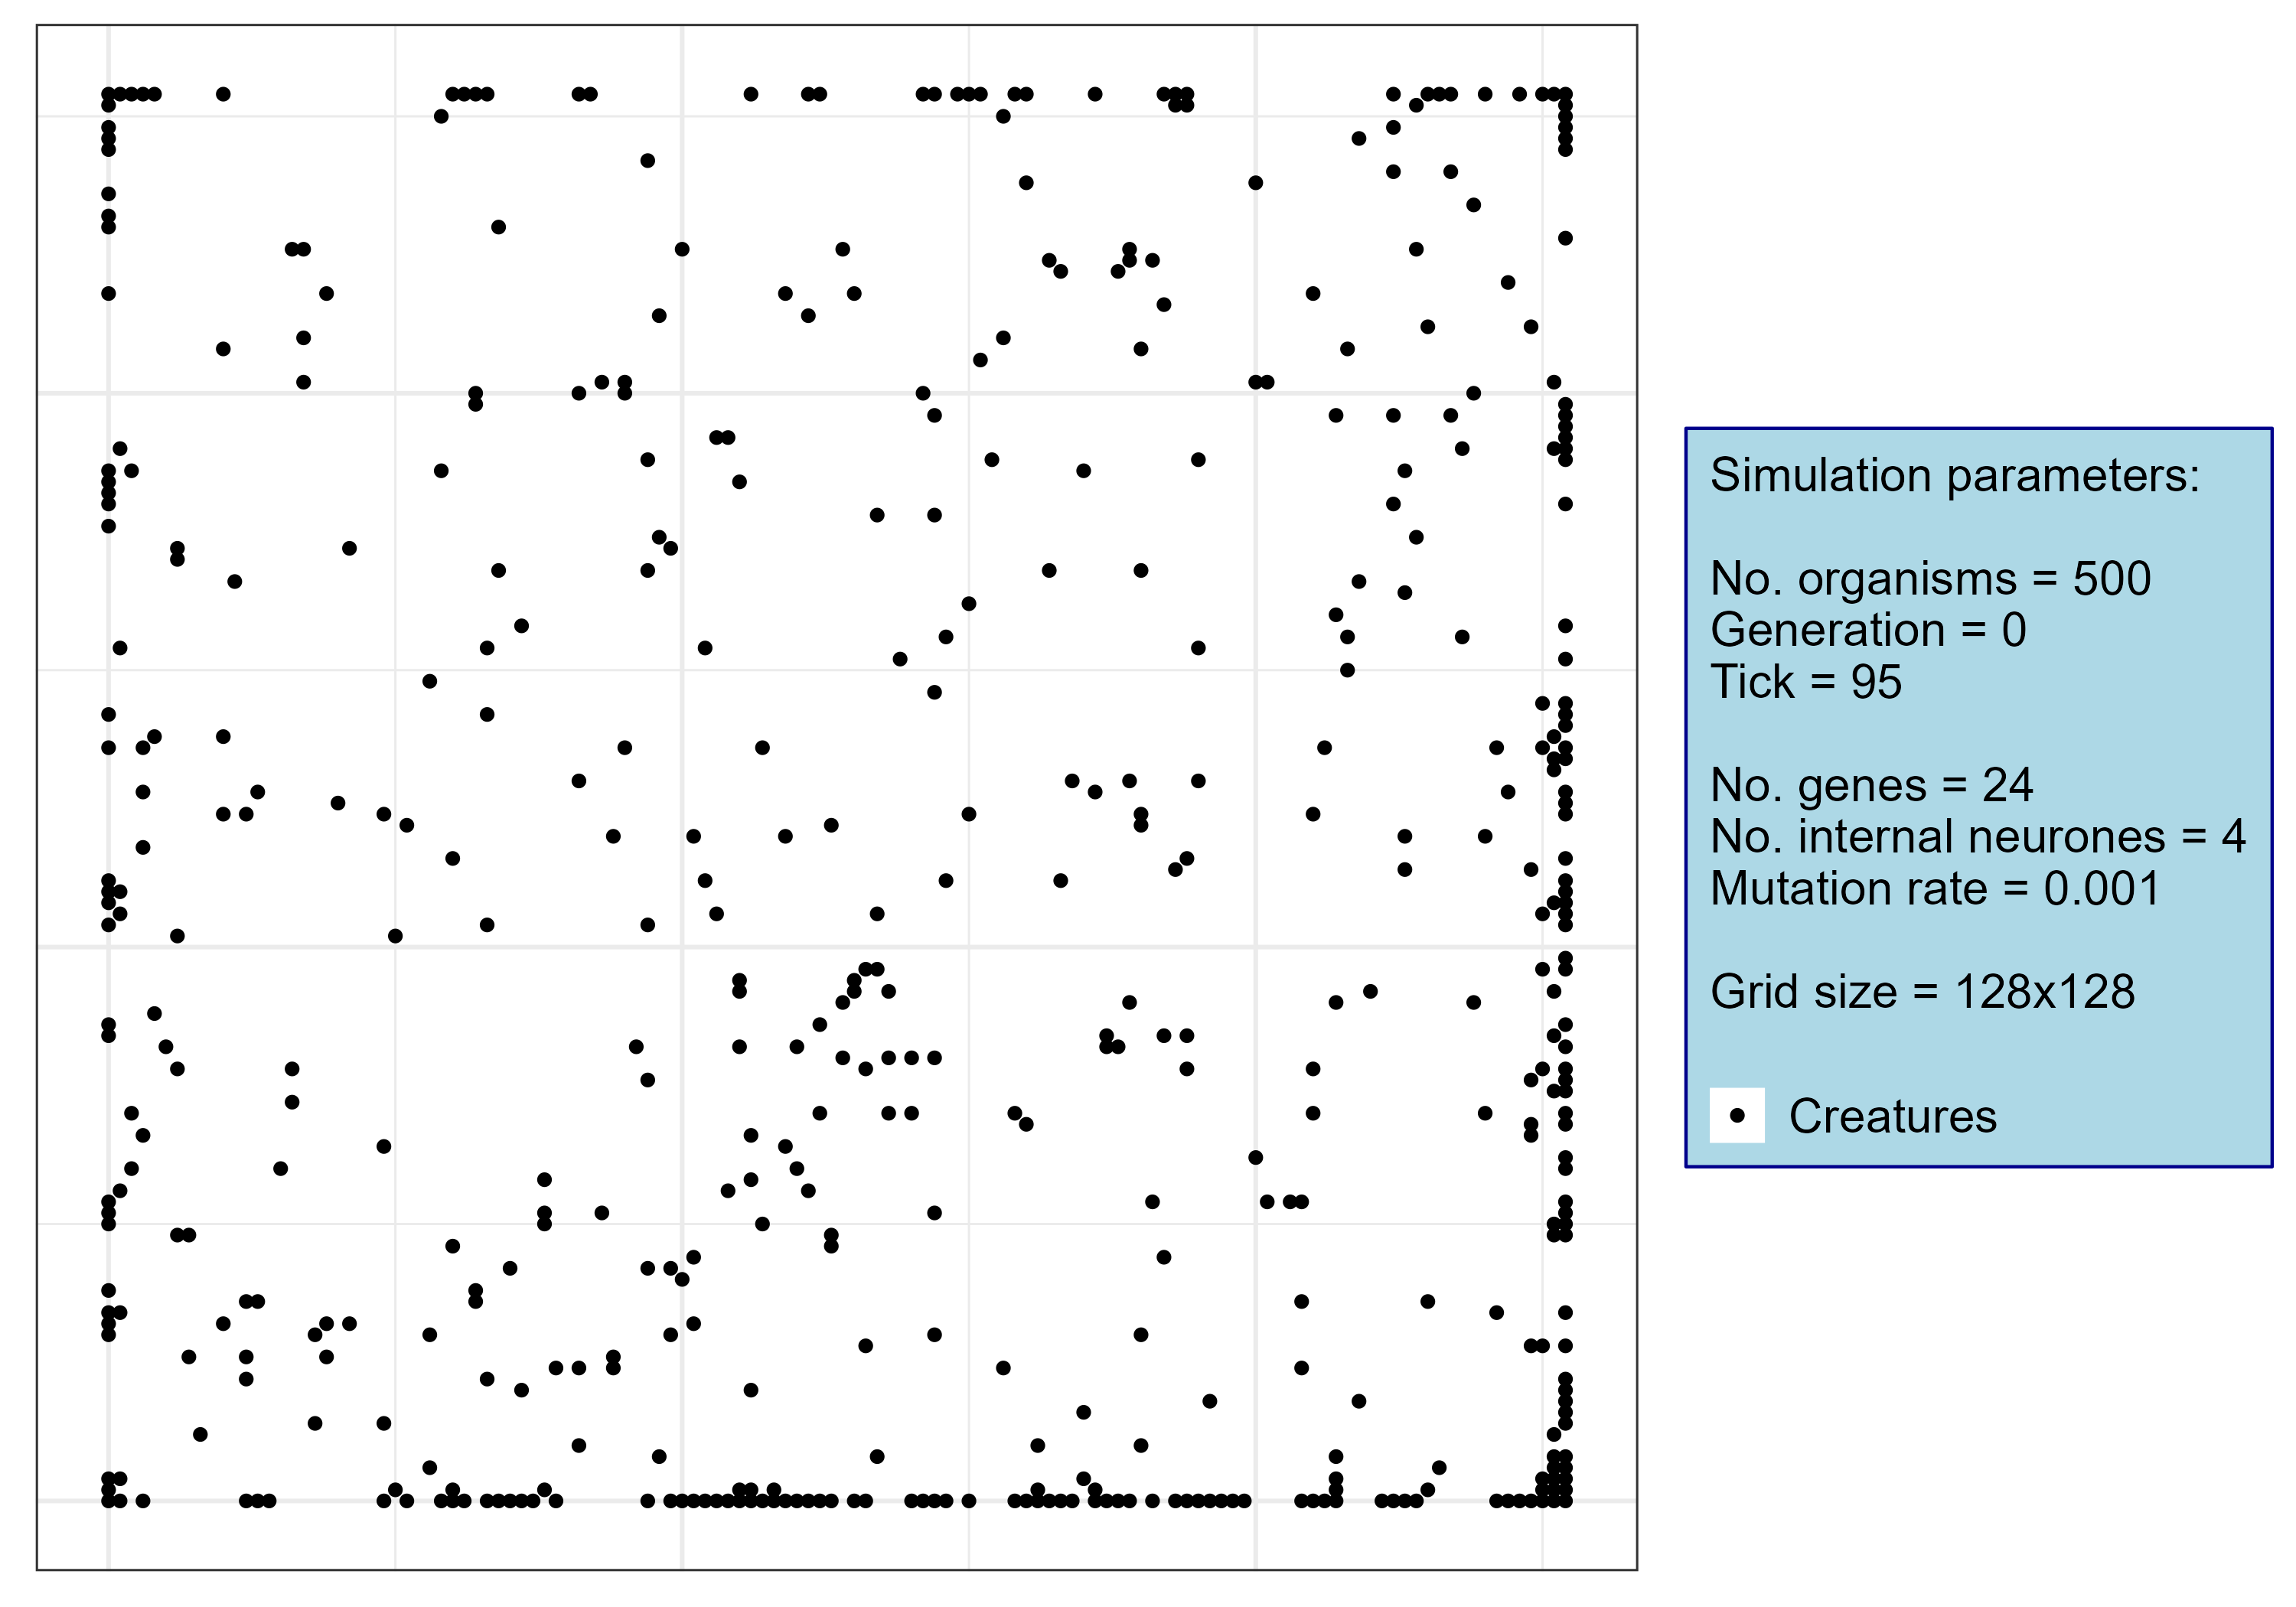 Simulation parameters:
No. organisms = 500
Generation = 0
Tick = 95
No. genes = 24
No. internal neurones = 4
Mutation rate = 0.001
Grid size = 128x128
Creatures